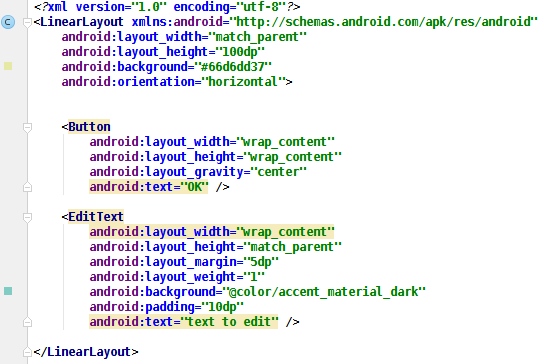 <?xml version="1.0" encoding="utf-8"?>
C <LinearLayout xmlns:android="http://schemas.android.com/apk/res/android"
    android:layout_width="match_parent"
    android:layout_height="100dp"
    android:background="#66d6dd37"
    android:orientation="horizontal">
    <Button
        android:layout_width="wrap_content"
        android:layout_height="wrap_content"
        android:layout_gravity="center"
        android:text="OK" />
    <EditText
        android:layout_width="wrap_content"
        android:layout_height="match_parent"
        android:layout_margin="5dp"
        android:layout_weight="1"
        android:background="@color/accent_material_dark"
        android:padding="10dp"
        android:text="text to edit" />
</LinearLayout>